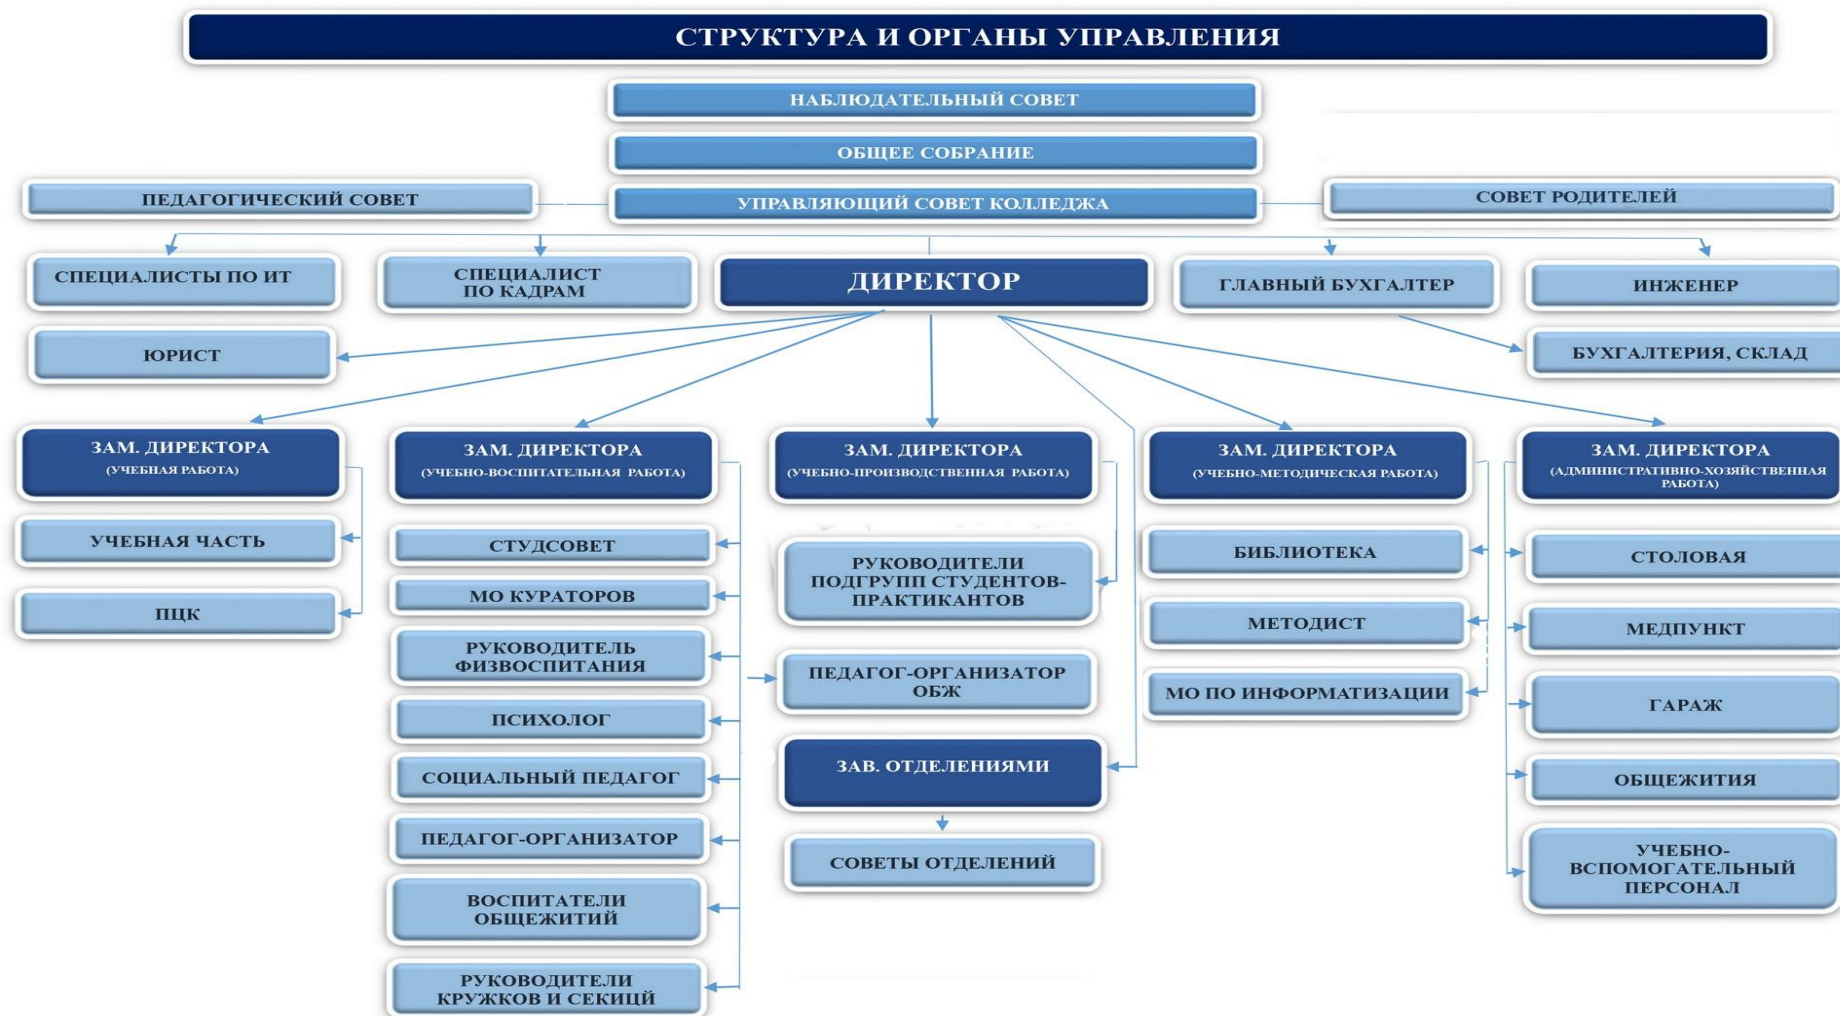 СТРУКТУРА И ОРГАНЫ УПРАВЛЕНИЯ
НАБЛЮДАТЕЛЬНЫЙ СОВЕТ
ОБЩЕЕ СОБРАНИЕ
ПЕДАГОГИЧЕСКИЙ СОВЕТ
УПРАВЛЯЮЩИЙ СОВЕТ КОЛЛЕДЖА
СОВЕТ РОДИТЕЛЕЙ
СПЕЦИАЛИСТЫ ПО ИТ
СПЕЦИАЛИСТ
ПО КАДРАМ
ДИРЕКТОР
ГЛАВНЫЙ БУХГАЛТЕР
ИНЖЕНЕР
ЮРИСТ
БУХГАЛТЕРИЯ, СКЛАД
ЗАМ. ДИРЕКТОРА
(УЧЕБНАЯ РАБОТА)
УЧЕБНАЯ ЧАСТЬ
ПЦК
ЗАМ. ДИРЕКТОРА
(УЧЕБНО-ВОСПИТАТЕЛЬНАЯ РАБОТА)
СТУДСОВЕТ
МО КУРАТОРОВ
РУКОВОДИТЕЛЬ
ФИЗВОСПИТАНИЯ
ПСИХОЛОГ
СОЦИАЛЬНЫЙ ПЕДАГОГ
ПЕДАГОГ-ОРГАНИЗАТОР
ВОСПИТАТЕЛИ
ОБЩЕЖИТИЙ
РУКОВОДИТЕЛИ
КРУЖКОВ И СЕКИЦЙ
ЗАМ. ДИРЕКТОРА
(УЧЕБНО-ПРОИЗВОДСТВЕННАЯ РАБОТА)
РУКОВОДИТЕЛИ
ПОДГРУПП СТУДЕНТОВ-
ПРАКТИКАНТОВ
ПЕДАГОГ-ОРГАНИЗАТОР
ОБЖ
ЗАВ. ОТДЕЛЕНИЯМИ
СОВЕТЫ ОТДЕЛЕНИЙ
ЗАМ. ДИРЕКТОРА
(УЧЕБНО-МЕТОДИЧЕСКАЯ РАБОТА)
БИБЛИОТЕКА
МЕТОДИСТ
МО ПО ИНФОРМАТИЗАЦИИ
ЗАМ. ДИРЕКТОРА
(АДМИНИСТРАТИВНО-ХОЗЯЙСТВЕННАЯ
РАБОТА)
СТОЛОВАЯ
МЕДПУНКТ
ГАРАЖ
ОБЩЕЖИТИЯ
УЧЕБНО-
ВСПОМОГАТЕЛЬНЫЙ
ПЕРСОНАЛ